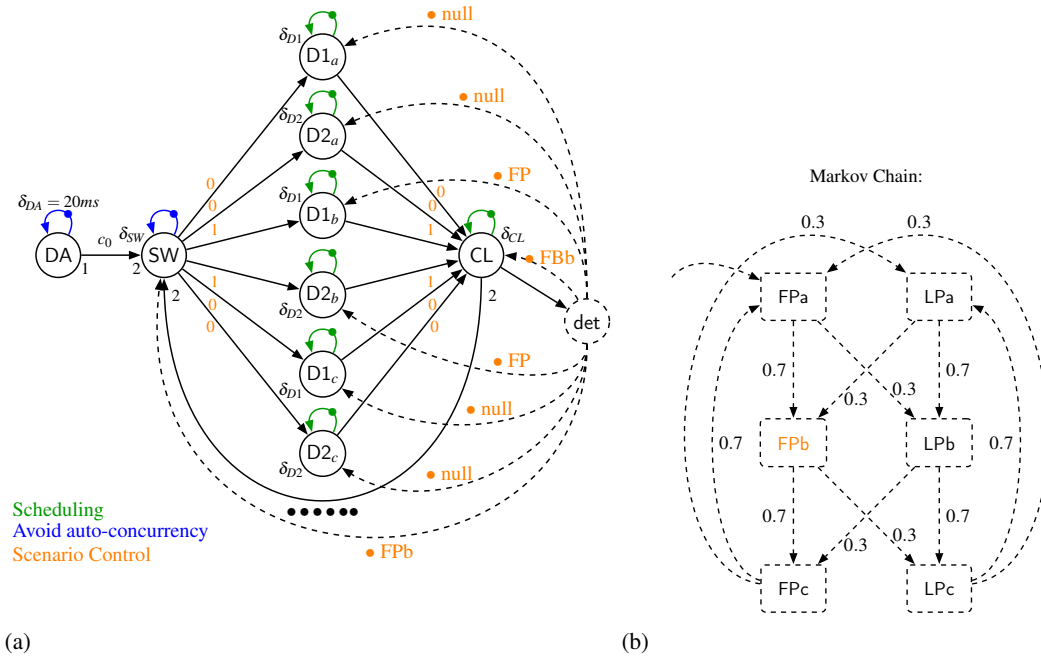 ● null
δD1
D1a
● null
δD2
D2a
Markov Chain:
0
0
● FP
δD1
D1b
0
0
δDA = 20ms
c0
δSW
1
1
δCL
0.3
0.3
DA
1
2
SW
CL
● FBb
FPa
LPa
2
1
0
0
δD2
D2b
1
0
0
2
det
0.7
0.3
0.3
0.7
● FP
δD1
D1c
● null
0.7
FPb
LPb
0.7
δD2
D2c
● null
Scheduling
Avoid auto-concurrency
Scenario Control
● FPb
0.7
0.3
0.3
0.7
FPc
LPc
(a)
(b)